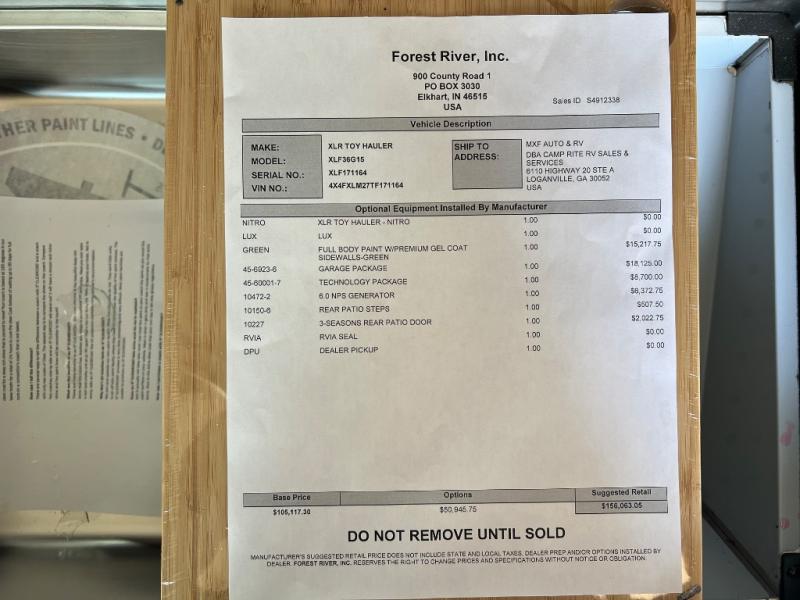 HER PAINT LINES •
Forest River, Inc.
900 County Road 1
PO BOX 3030
Elkhart, IN 46515
USA
Sales ID S4912338
Vehicle Description
MAKE: XLR TOY HAULER
MODEL: XLF36G15
SERIAL NO.: XLF171164
VIN NO.: 4X4FXLM27TF171164
SHIP TO ADDRESS:
MXF AUTO & RV
DBA CAMP RITE RV SALES &
SERVICES
6110 HIGHWAY 20 STE A
LOGANVILLE, GA 30052
USA
Optional Equipment Installed By Manufacturer
NITRO XLR TOY HAULER - NITRO 1.00 $0.00
LUX LUX 1.00 $0.00
GREEN FULL BODY PAINT W/PREMIUM GEL COAT 1.00 $15,217.75
SIDEWALLS-GREEN
45-6923-6 GARAGE PACKAGE 1.00 $18,125.00
45-60001-7 TECHNOLOGY PACKAGE 1.00 $8,700.00
10472-2 6.0 NPS GENERATOR 1.00 $6,372.75
10150-6 REAR PATIO STEPS 1.00 $507.50
10227 3-SEASONS REAR PATIO DOOR 1.00 $2,022.75
RVIA RVIA SEAL 1.00 $0.00
DPU DEALER PICKUP 1.00 $0.00
Base Price Options Suggested Retail
$105,117.30 $50,945.75 $156,063.05
DO NOT REMOVE UNTIL SOLD
MANUFACTURER'S SUGGESTED RETAIL PRICE DOES NOT INCLUDE STATE AND LOCAL TAXES, DEALER PREP AND/OR OPTIONS INSTALLED BY
DEALER. FOREST RIVER, INC. RESERVES THE RIGHT TO CHANGE PRICES AND SPECIFICATIONS WITHOUT NOTICE OR OBLIGATION.